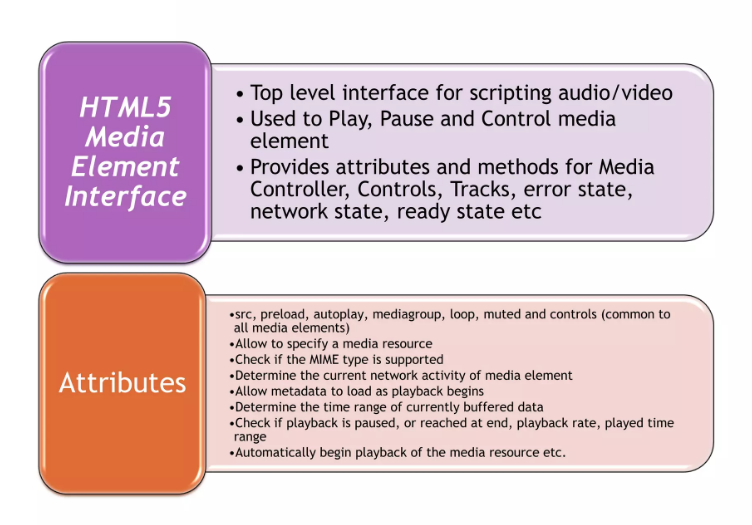 HTML5
Media
Element
Interface
• Top level interface for scripting audio/video
• Used to Play, Pause and Control media
element
• Provides attributes and methods for Media
Controller, Controls, Tracks, error state,
network state, ready state etc
Attributes
•src, preload, autoplay, mediagroup, loop, muted and controls (common to
all media elements)
•Allow to specify a media resource
•Check if the MIME type is supported
•Determine the current network activity of media element
•Allow metadata to load as playback begins
•Determine the time range of currently buffered data
•Check if playback is paused, or reached at end, playback rate, played time
range
•Automatically begin playback of the media resource etc.